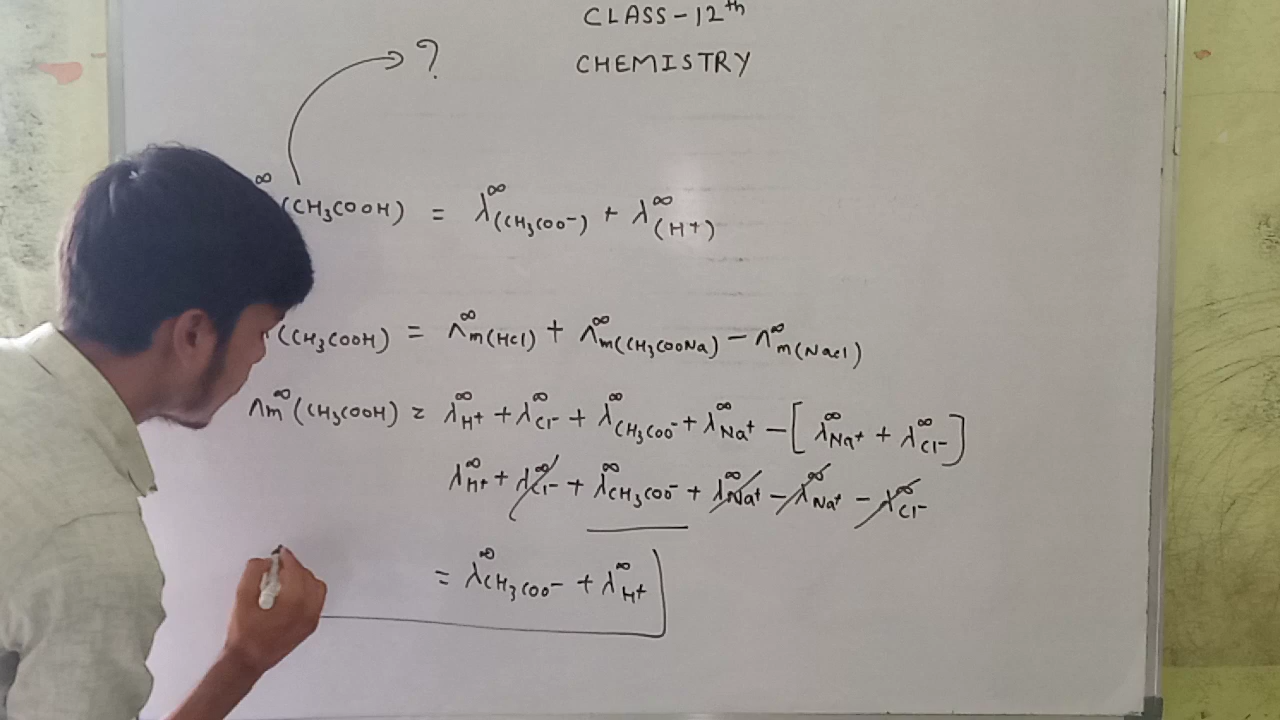 CLASS-12th
CHEMISTRY
?
∞(CH₃COOH) = λ∞(CH₃COO⁻) + λ∞(H⁺)
(CH₃COOH) = Λ∞m(HCl) + Λ∞m(CH₃COONa) − Λ∞m(NaCl)
Λm∞(CH₃COOH) = λ∞H⁺ + λ∞Cl⁻ + λ∞CH₃COO⁻ + λ∞Na⁺ − [λ∞Na⁺ + λ∞Cl⁻]
λ∞H⁺ + λ∞Cl⁻ + λ∞CH₃COO⁻ + λ∞Na⁺ − λ∞Na⁺ − λ∞Cl⁻
= λ∞CH₃COO⁻ + λ∞H⁺